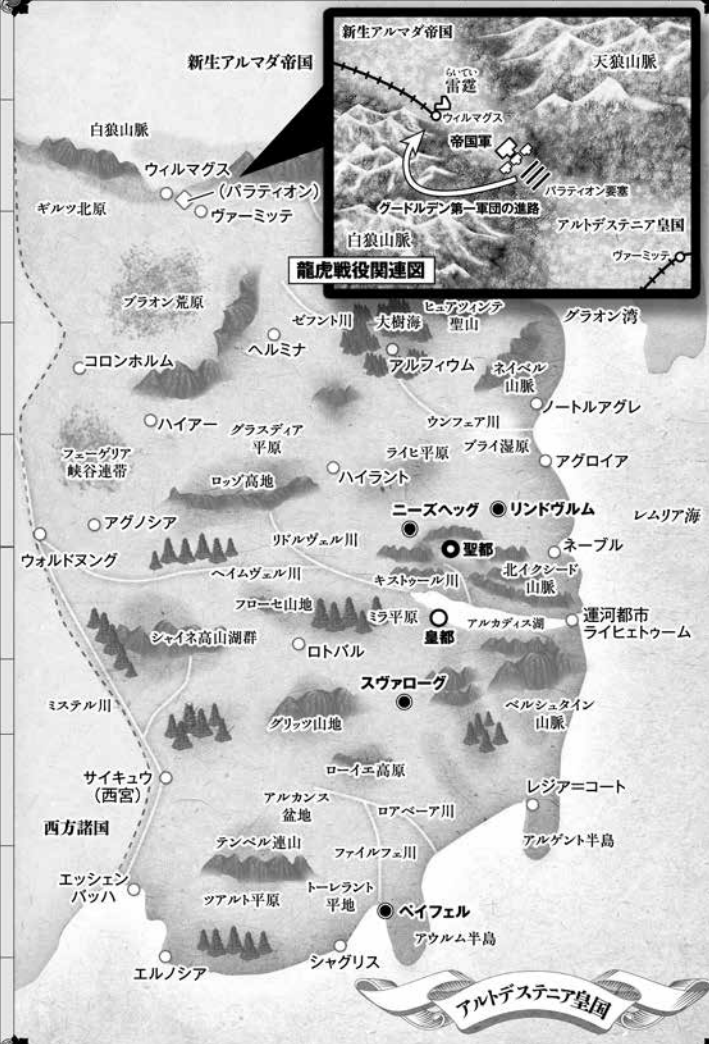 新生アルマダ帝国
白狼山脈
ウィルマグス
(パラティオン)
ギルツ北原
ヴァーミッテ
新生アルマダ帝国
天狼山脈
らいてい
雷霆
ウィルマグス
帝国軍
パラティオン要塞
グードルデン第一軍団の進路
アルトデステニア皇国
白狼山脈
ヴァーミッテ
龍虎戦役関連図
ブラオン荒原
ゼフント川
大樹海
ヒュアツィンテ
聖山
グラオン湾
ヘルミナ
アルフィウム
コロンホルム
ネイベル
山脈
ノートルアグレ
ハイアー
グラスディア
平原
ウンフェア川
フェーゲリア
峡谷連帯
ライヒ平原
ブライ湿原
ロッゾ高地
ハイラント
アグロイア
ニーズヘッグ
リンドヴルム
レムリア海
アグノシア
ウォルドヌング
リドルヴェル川
聖都
ネーブル
ヘイムヴェル川
キストゥール川
北イクシード
山脈
フローゼ山地
ミラ平原
皇都
アルカディス湖
運河都市
ライヒェトゥーム
シャイネ高山湖群
ロトバル
スヴァローグ
ミステル川
グリッツ山地
ベルシュタイン
山脈
ローイエ高原
サイキュウ
(西宮)
アルカンス
盆地
ロアベーア川
レジア=コート
西方諸国
テンペル連山
ファイルフェ川
アルゲント半島
エッシェン
バッハ
ツアルト平原
トーレラント
平地
ペイフェル
アウルム半島
エルノシア
シャグリス
アルトデステニア皇国